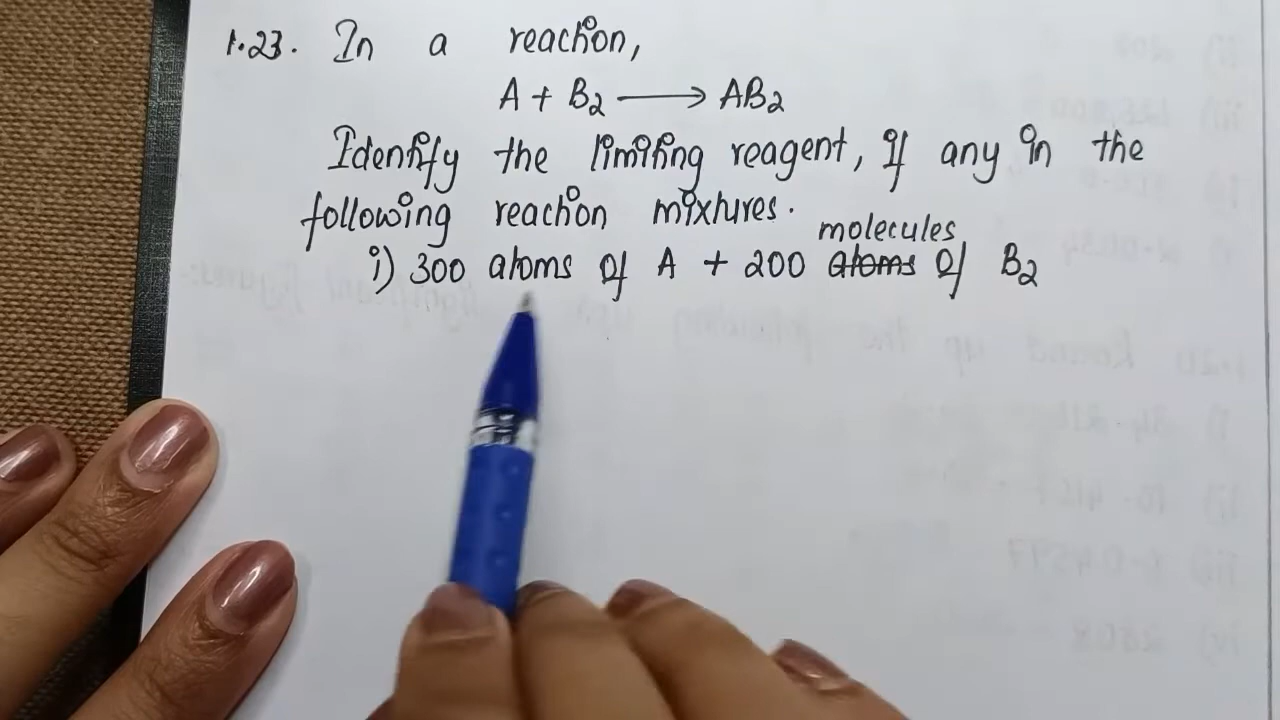 1.23. In a reaction,
A + B₂ ⟶ AB₂
Identify the limiting reagent, if any in the
following reaction mixtures.
molecules
i) 300 atoms of A + 200 atoms of B₂